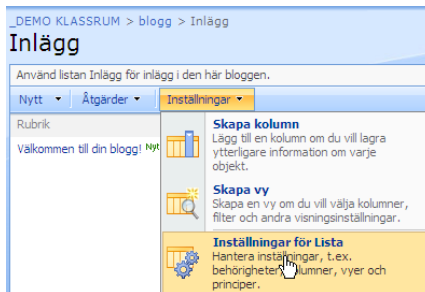 _DEMO KLASSRUM > blogg > Inlägg
Inlägg
Använd listan Inlägg för inlägg i den här bloggen.
Nytt Åtgärder Inställningar
Rubrik
Välkommen till din blogg! Nytt
Skapa kolumn
Lägg till en kolumn om du vill lagra
ytterligare information om varje
objekt.
Skapa vy
Skapa en vy om du vill välja kolumner,
filter och andra visningsinställningar.
Inställningar för Lista
Hantera inställningar, t.ex.
vyer och
principer.